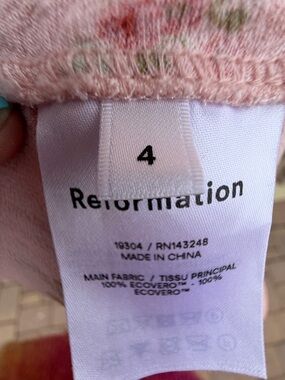 4
Reformation
19304 / RN143248
MADE IN CHINA
MAIN FABRIC / TISSU PRINCIPAL
100% ECOVERO™ - 100%
ECOVERO™